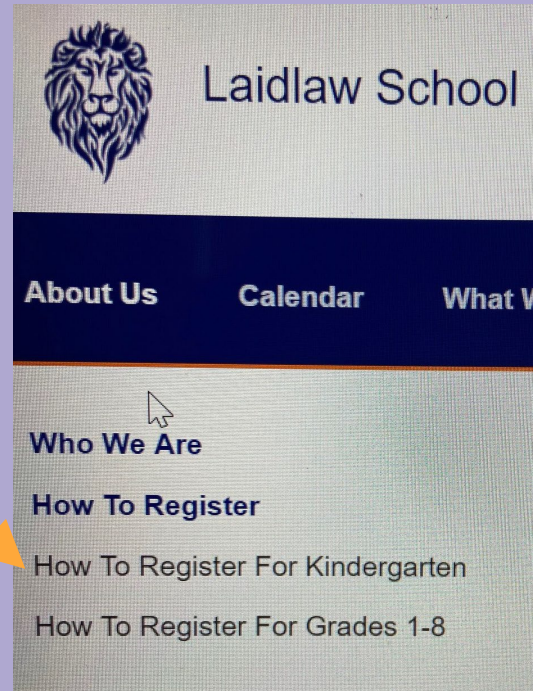 Laidlaw School
About Us Calendar What W
Who We Are
How To Register
How To Register For Kindergarten
How To Register For Grades 1-8